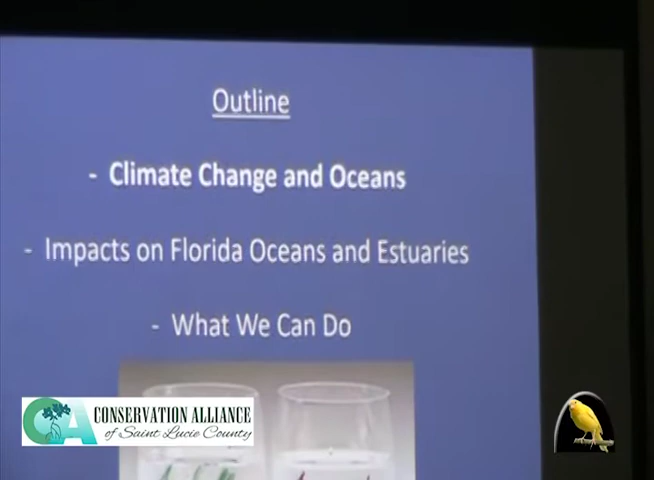 Outline
- Climate Change and Oceans
- Impacts on Florida Oceans and Estuaries
- What We Can Do
CA CONSERVATION ALLIANCE
of Saint Lucie County